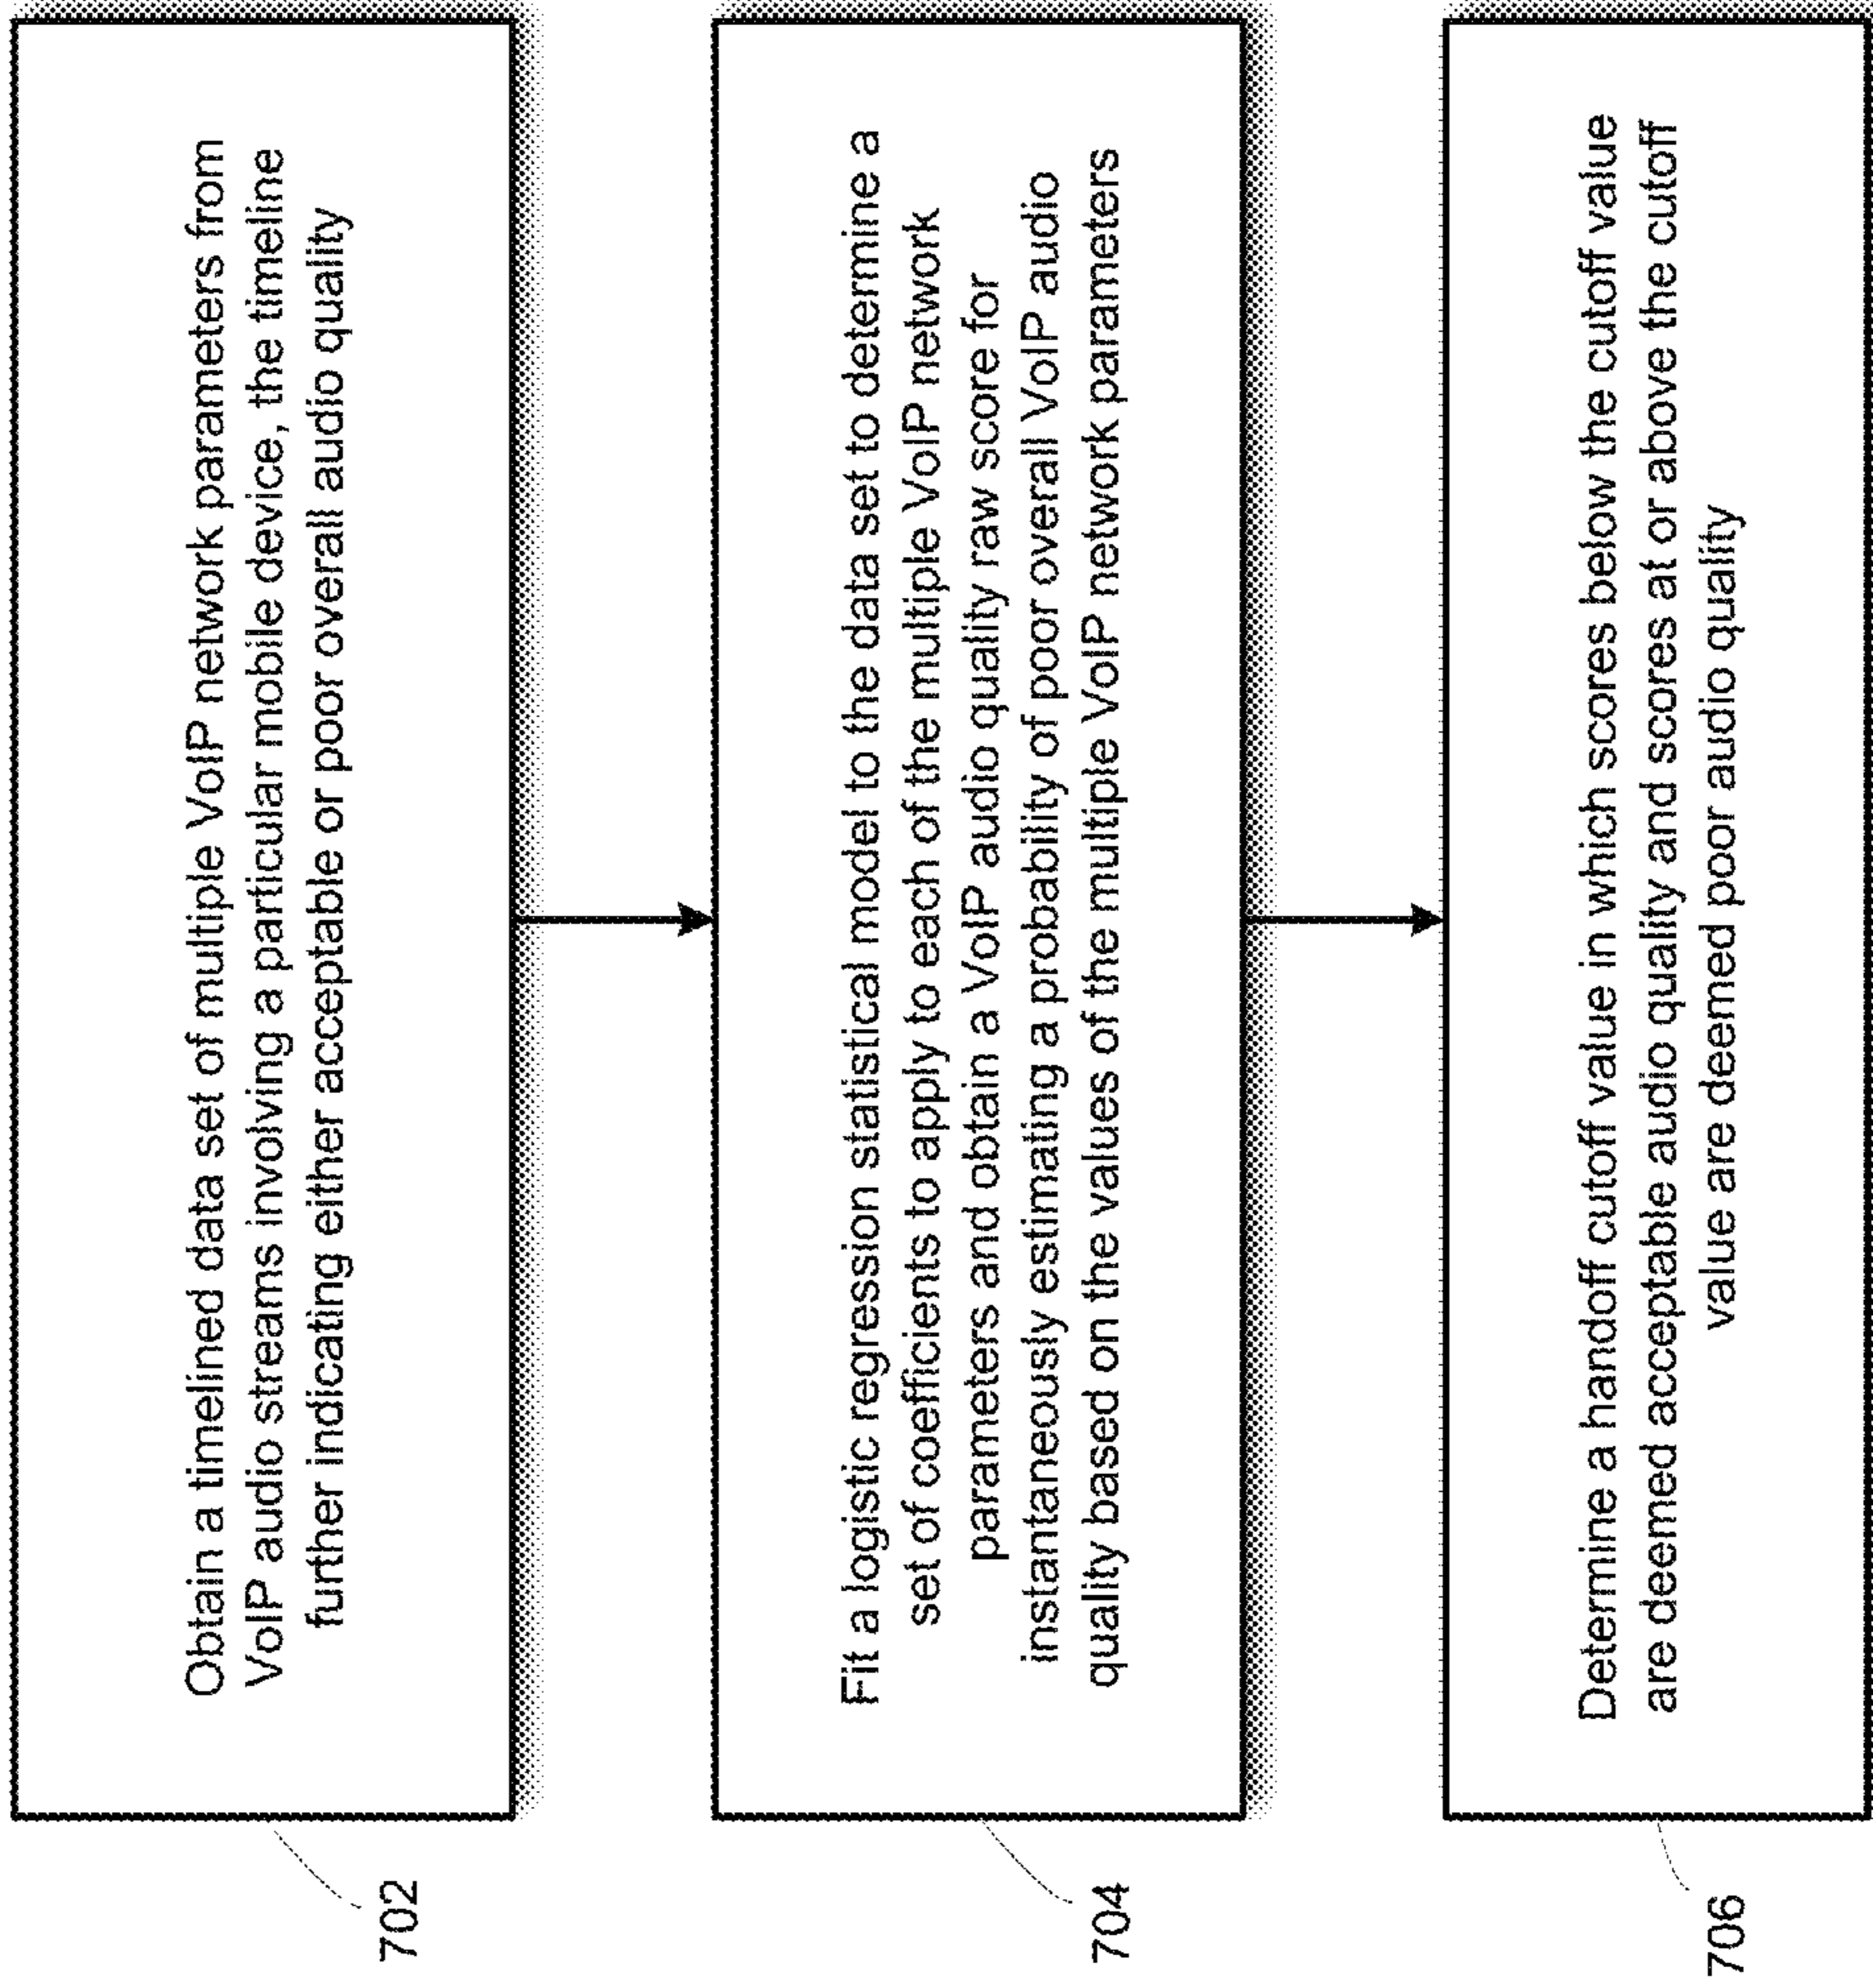 Obtain a timelined data set of multiple VoIP network parameters from
VoIP audio streams involving a particular mobile device, the timeline
further indicating either acceptable or poor overall audio quality
702
Fit a logistic regression statistical model to the data set to determine a
set of coefficients to apply to each of the multiple VoIP network
parameters and obtain a VoIP audio quality raw score for
instantaneously estimating a probability of poor overall VoIP audio
quality based on the values of the multiple VoIP network parameters
704
Determine a handoff cutoff value in which scores below the cutoff value
are deemed acceptable audio quality and scores at or above the cutoff
value are deemed poor audio quality
706